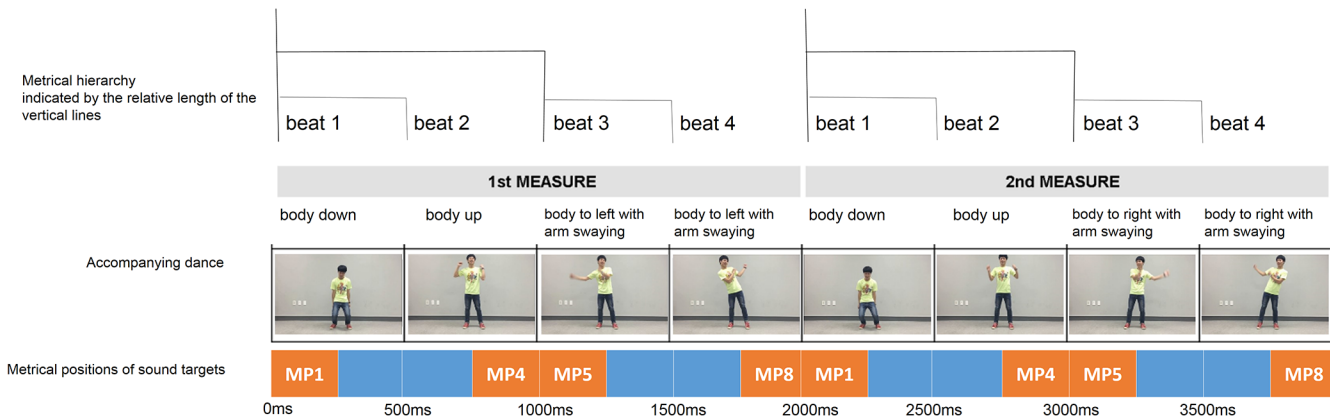 Metrical hierarchy
indicated by the relative length of the
vertical lines
beat 1 beat 2 beat 3 beat 4 beat 1 beat 2 beat 3 beat 4
1st MEASURE 2nd MEASURE
body down body up body to left with arm swaying body to left with arm swaying body down body up body to right with arm swaying body to right with arm swaying
Accompanying dance
Metrical positions of sound targets
MP1 MP4 MP5 MP8 MP1 MP4 MP5 MP8
0ms 500ms 1000ms 1500ms 2000ms 2500ms 3000ms 3500ms